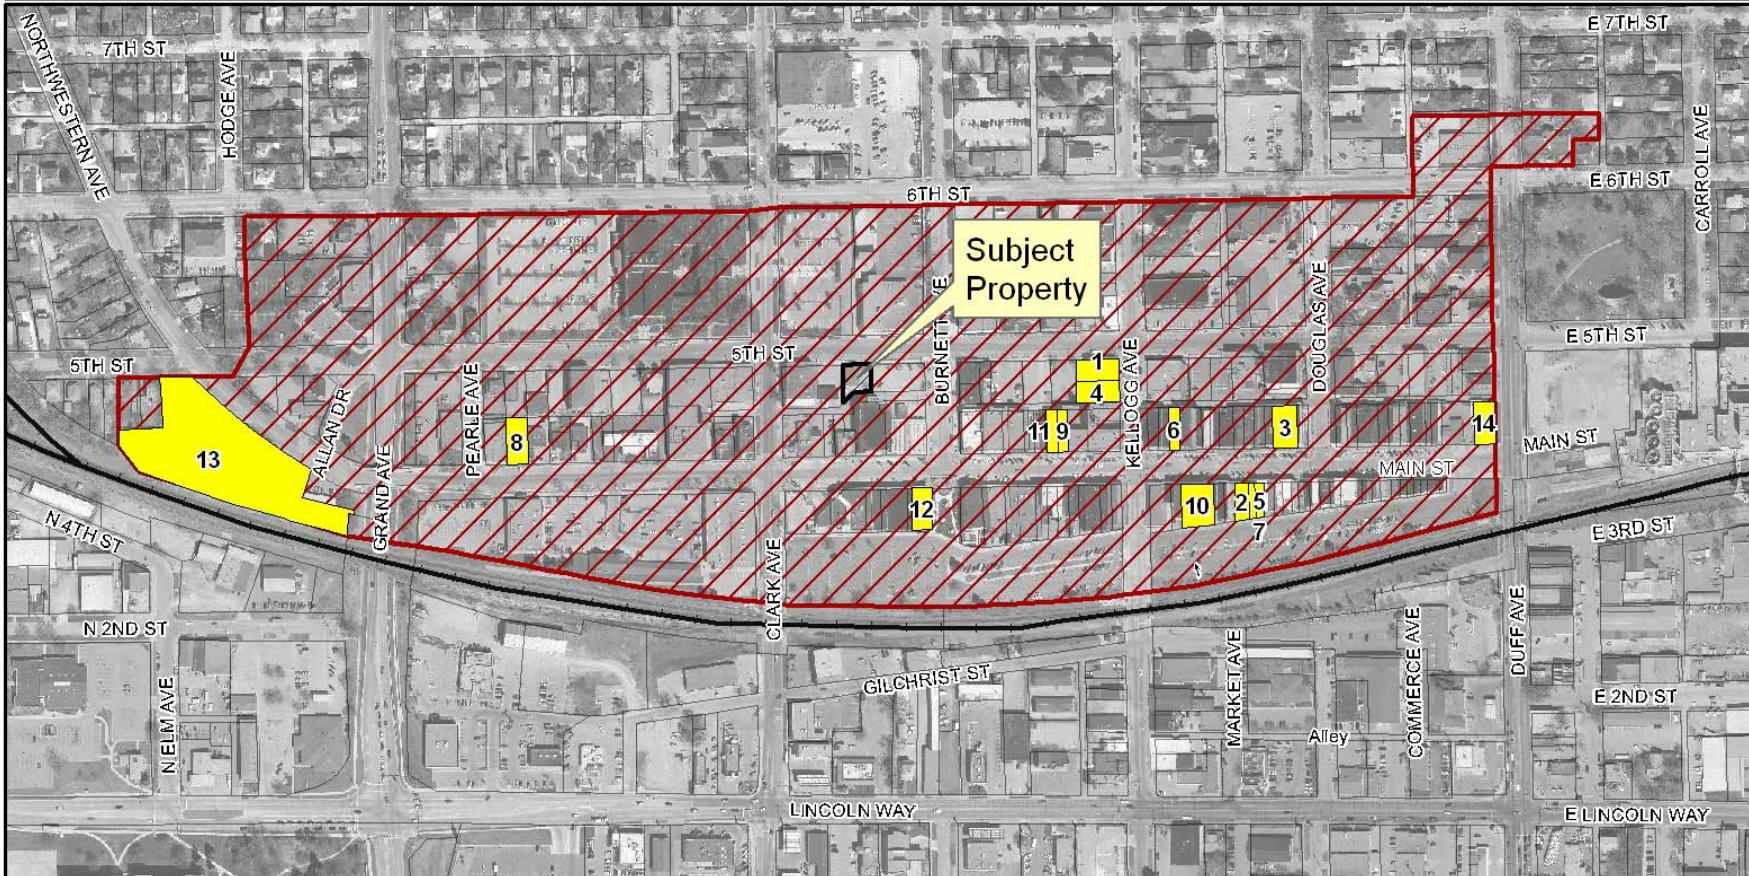 NORTHWESTERN AVE
7TH ST
HODGE AVE
E 7TH ST
CARROLL AVE
6TH ST
E 6TH ST
Subject
Property
BURNETT AVE
DOUGLAS AVE
5TH ST
5TH ST
E 5TH ST
KELLOGG AVE
PEARLE AVE
ALLAN DR
GRAND AVE
1
4
8
11
9
6
3
14
13
MAIN ST
MAIN ST
12
10
2
5
7
N 4TH ST
E 3RD ST
CLARK AVE
DUFF AVE
N 2ND ST
GILCHRIST ST
MARKET AVE
COMMERCE AVE
E 2ND ST
N ELM AVE
Alley
LINCOLN WAY
E LINCOLN WAY